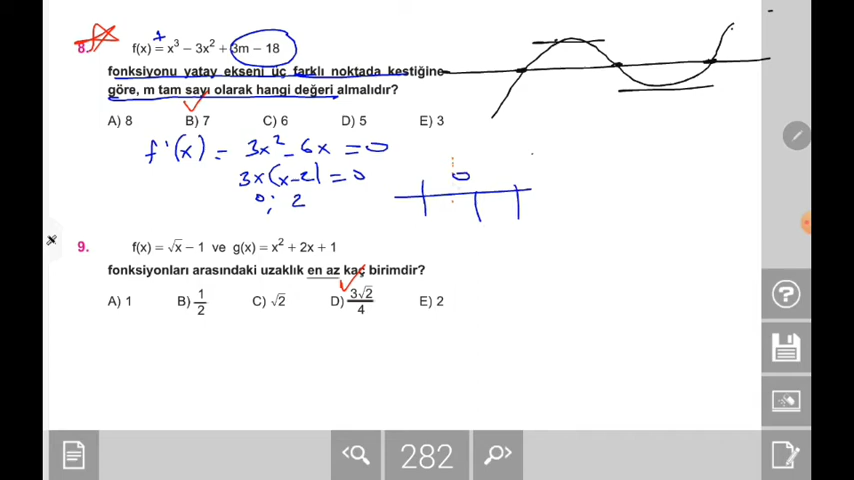 8. f(x) = x³ − 3x² + 3m − 18
+
fonksiyonu yatay ekseni üç farklı noktada kestiğine
göre, m tam sayı olarak hangi değeri almalıdır?
A) 8 B) 7 C) 6 D) 5 E) 3
f'(x) = 3x² − 6x = 0
3x(x−2) = 0
0; 2
0
9. f(x) = √x − 1 ve g(x) = x² + 2x + 1
fonksiyonları arasındaki uzaklık en az kaç birimdir?
A) 1 B) 1/2 C) √2 D) 3√2/4 E) 2
282